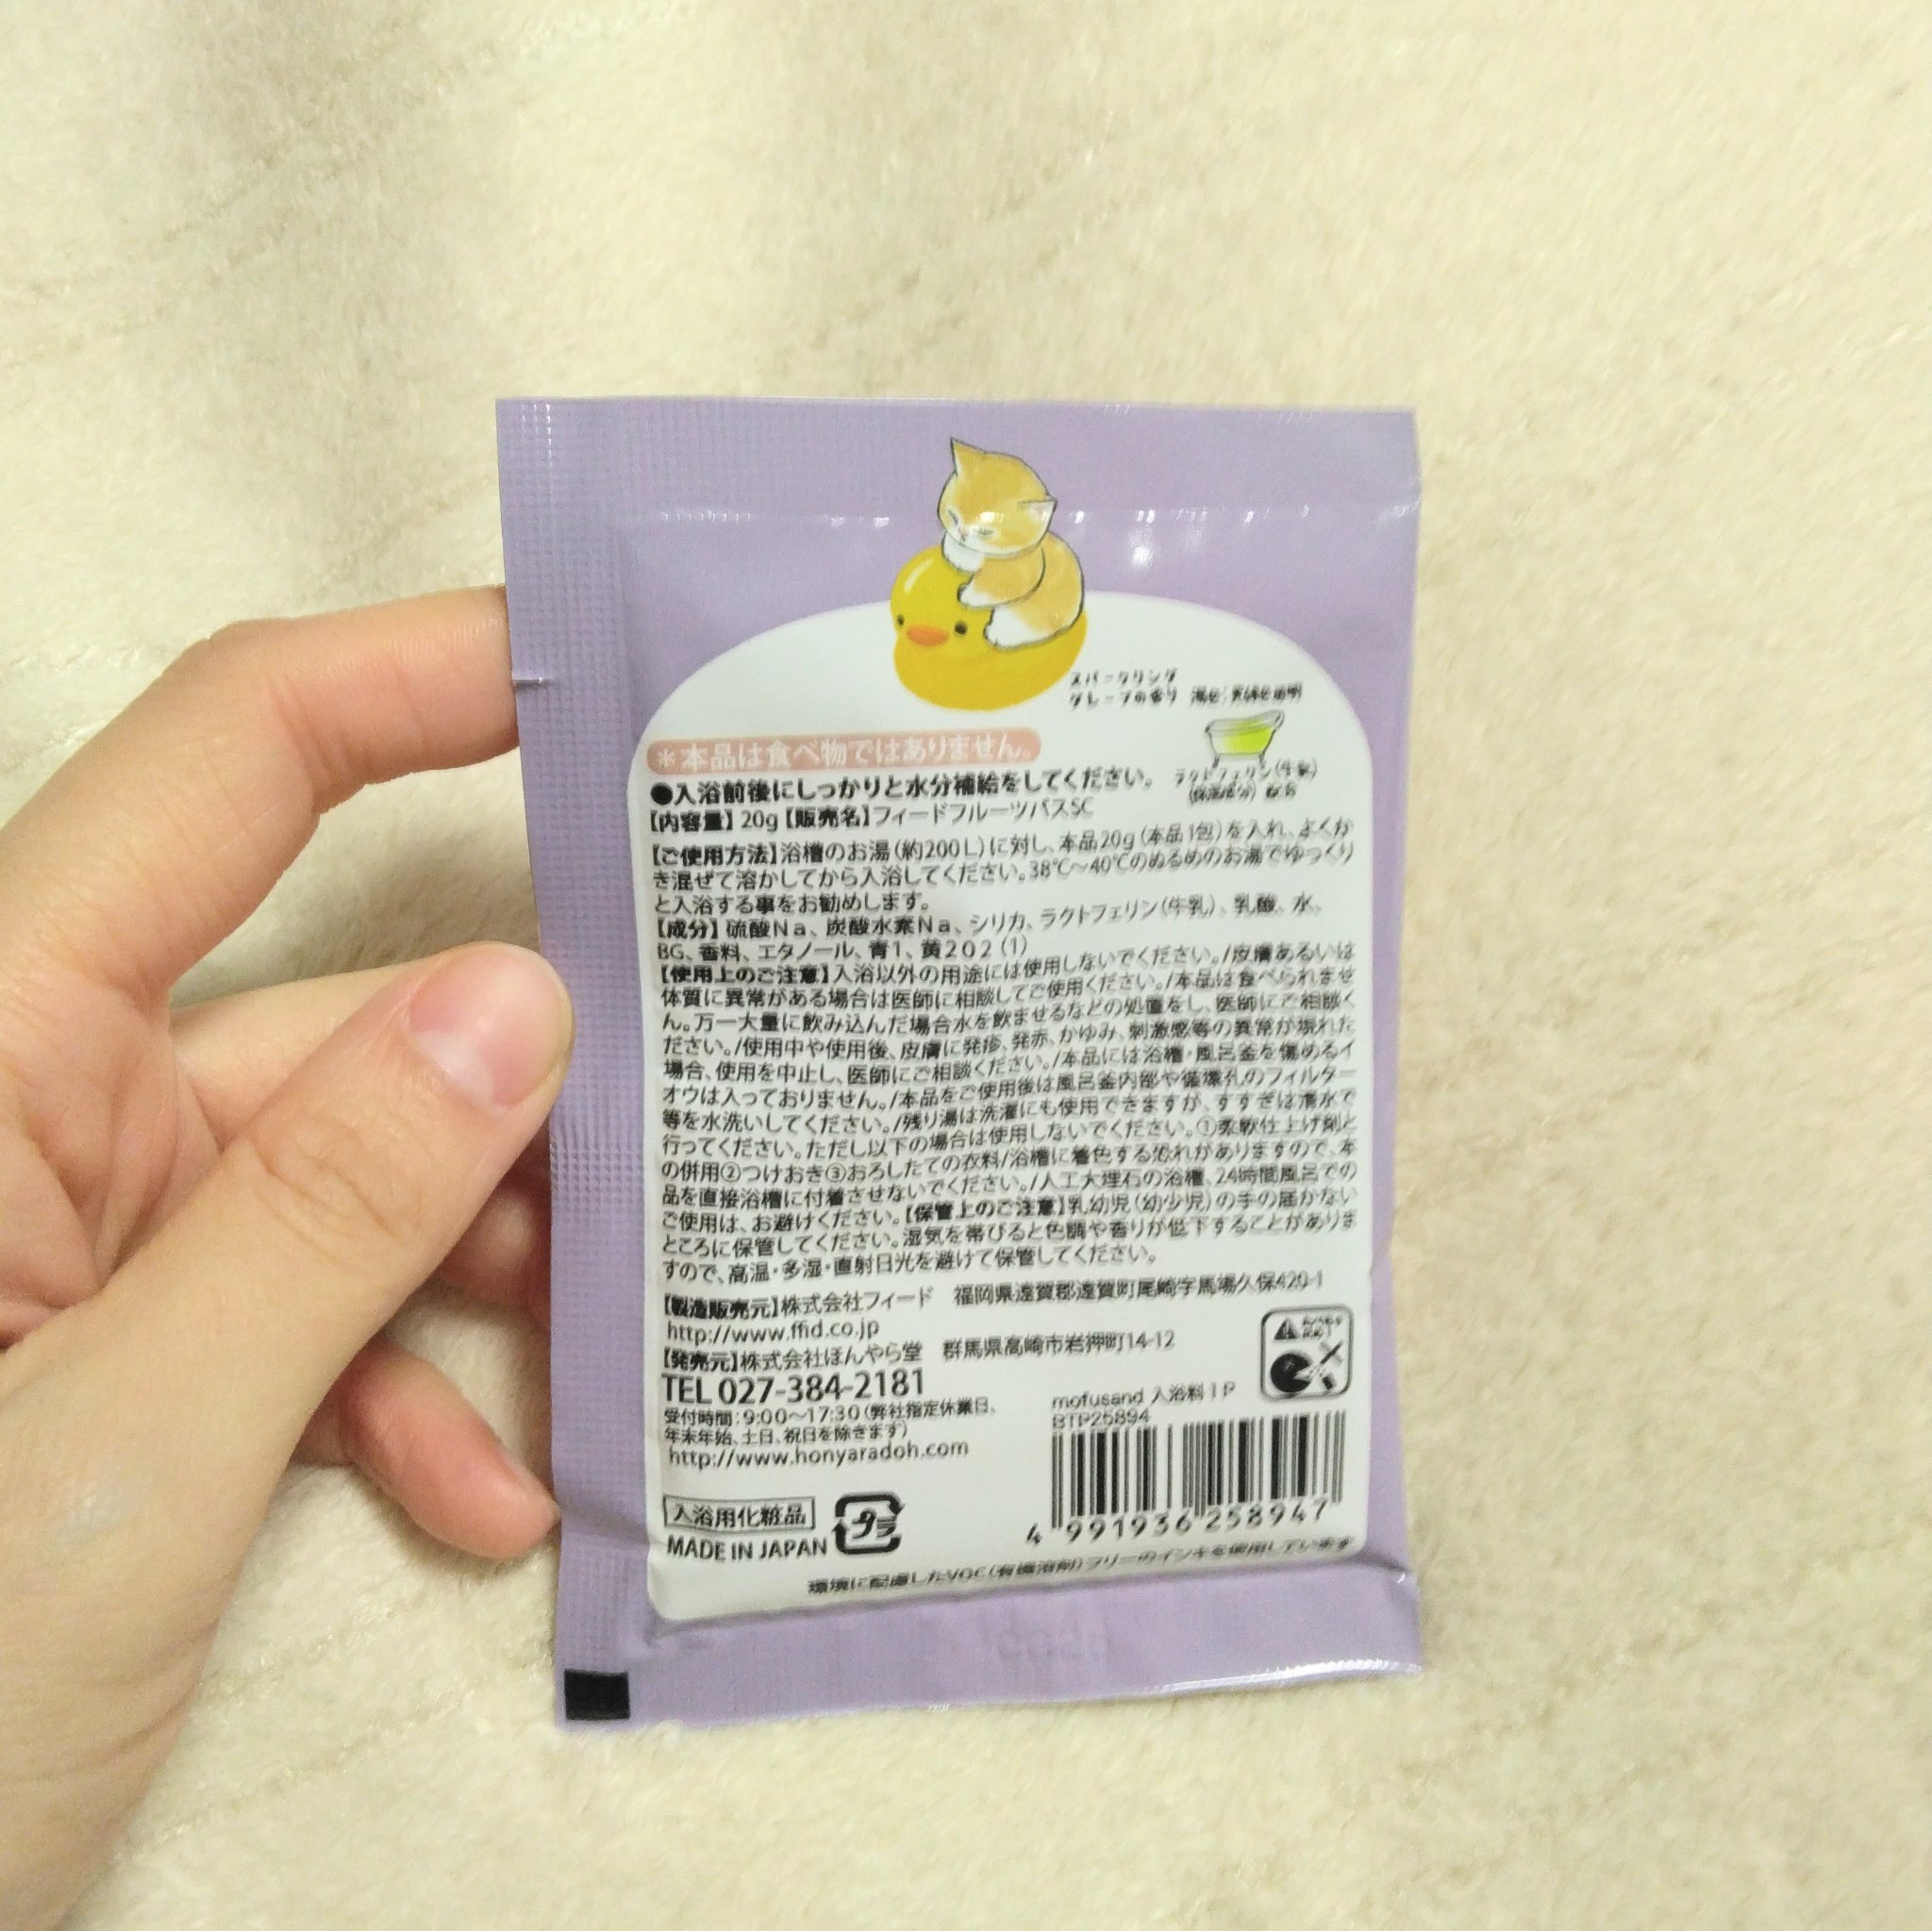 スパークリング
グレープの香り 湯色:黄緑色透明
ラクトフェリン(牛乳)
(保湿成分) 配合
＊本品は食べ物ではありません。
●入浴前後にしっかりと水分補給をしてください。
【内容量】20g【販売名】フィードフルーツバスSC
【ご使用方法】浴槽のお湯(約200L)に対し、本品20g(本品1包)を入れ、よくか
き混ぜて溶かしてから入浴してください。38℃～40℃のぬるめのお湯でゆっくり
と入浴する事をお勧めします。
【成分】硫酸Na、炭酸水素Na、シリカ、ラクトフェリン(牛乳)、乳酸、水、
BG、香料、エタノール、青1、黄202(1)
【使用上のご注意】入浴以外の用途には使用しないでください。/皮膚あるいは
体質に異常がある場合は医師に相談してご使用ください。/本品は食べられませ
ん。万一大量に飲み込んだ場合水を飲ませるなどの処置をし、医師にご相談く
ださい。/使用中や使用後、皮膚に発疹、発赤、かゆみ、刺激感等の異常が現れた
場合、使用を中止し、医師にご相談ください。/本品には浴槽・風呂釜を傷めるイ
オウは入っておりません。/本品をご使用後は風呂釜内部や循環孔のフィルター
等を水洗いしてください。/残り湯は洗濯にも使用できますが、すすぎは清水で
行ってください。ただし以下の場合は使用しないでください。①柔軟仕上げ剤と
の併用②つけおき③おろしたての衣料/浴槽に着色する恐れがありますので、本
品を直接浴槽に付着させないでください。/人工大理石の浴槽、24時間風呂での
ご使用は、お避けください。【保管上のご注意】乳幼児(幼少児)の手の届かない
ところに保管してください。湿気を帯びると色調や香りが低下することがありま
すので、高温・多湿・直射日光を避けて保管してください。
【製造販売元】株式会社フィード 福岡県遠賀郡遠賀町尾崎字馬場久保420-1
http://www.ffid.co.jp
【発売元】株式会社ほんやら堂 群馬県高崎市岩押町14-12
TEL 027-384-2181
受付時間:9:00～17:30(弊社指定休業日、
年末年始、土日、祝日を除きます)
http://www.honyaradoh.com
mofusand 入浴料1P
BTP25894
4 991936 258947
入浴用化粧品
プラ
MADE IN JAPAN
環境に配慮したVOC(有機溶剤)フリーのインキを使用しています